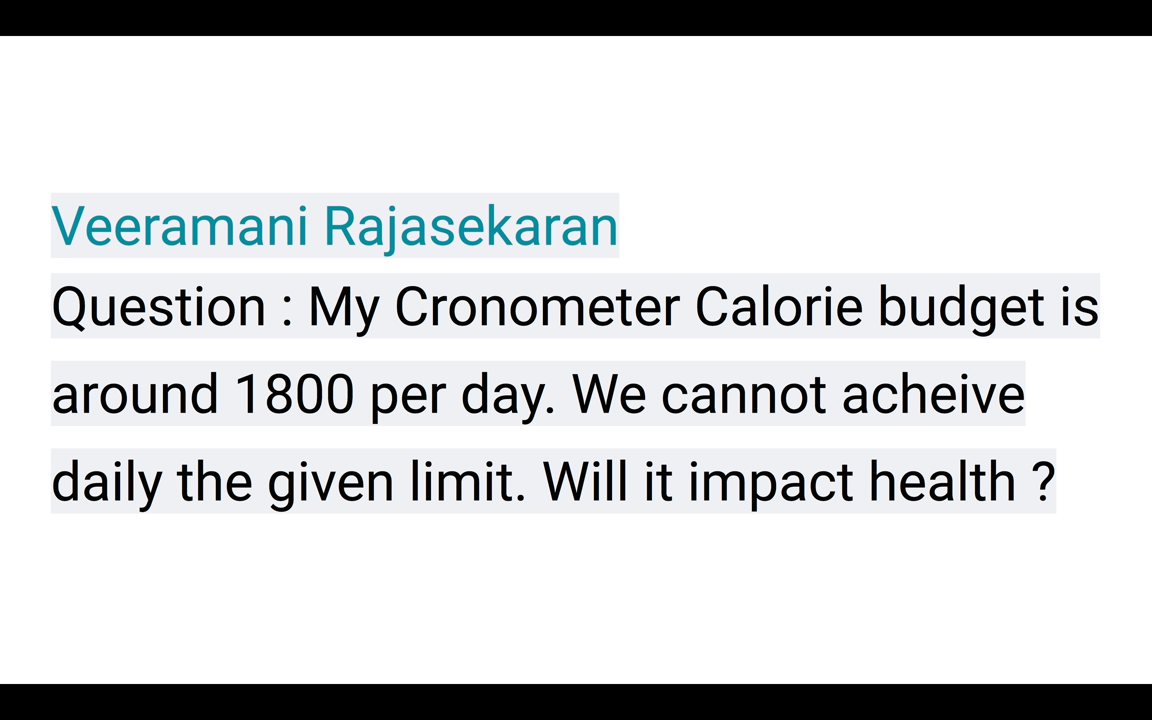 Veeramani Rajasekaran
Question : My Cronometer Calorie budget is
around 1800 per day. We cannot acheive
daily the given limit. Will it impact health ?